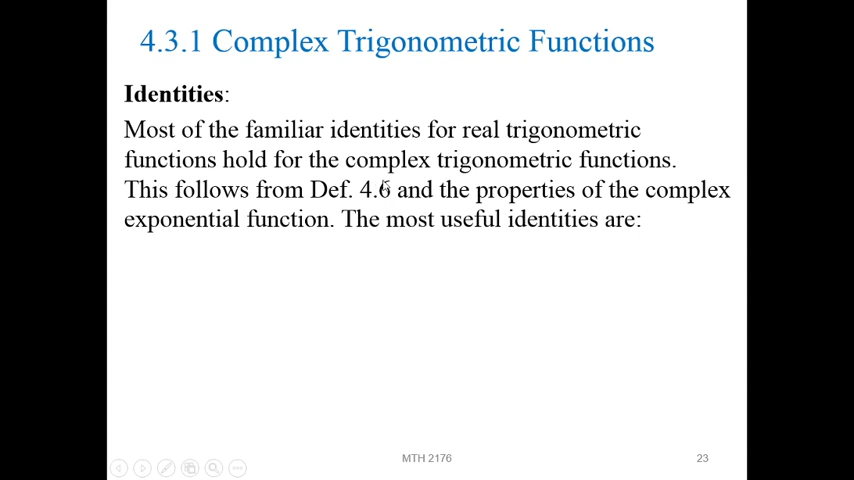 4.3.1 Complex Trigonometric Functions
Identities:
Most of the familiar identities for real trigonometric
functions hold for the complex trigonometric functions.
This follows from Def. 4.6 and the properties of the complex
exponential function. The most useful identities are:
MTH 2176
23